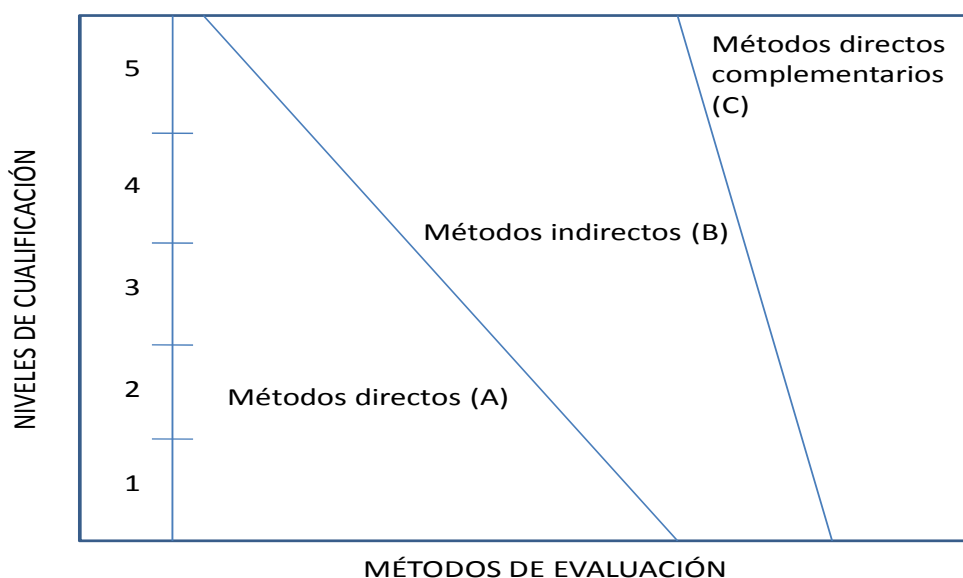 NIVELES DE CUALIFICACIÓN
5
4
3
2
1
Métodos directos
complementarios
(C)
Métodos indirectos (B)
Métodos directos (A)
MÉTODOS DE EVALUACIÓN